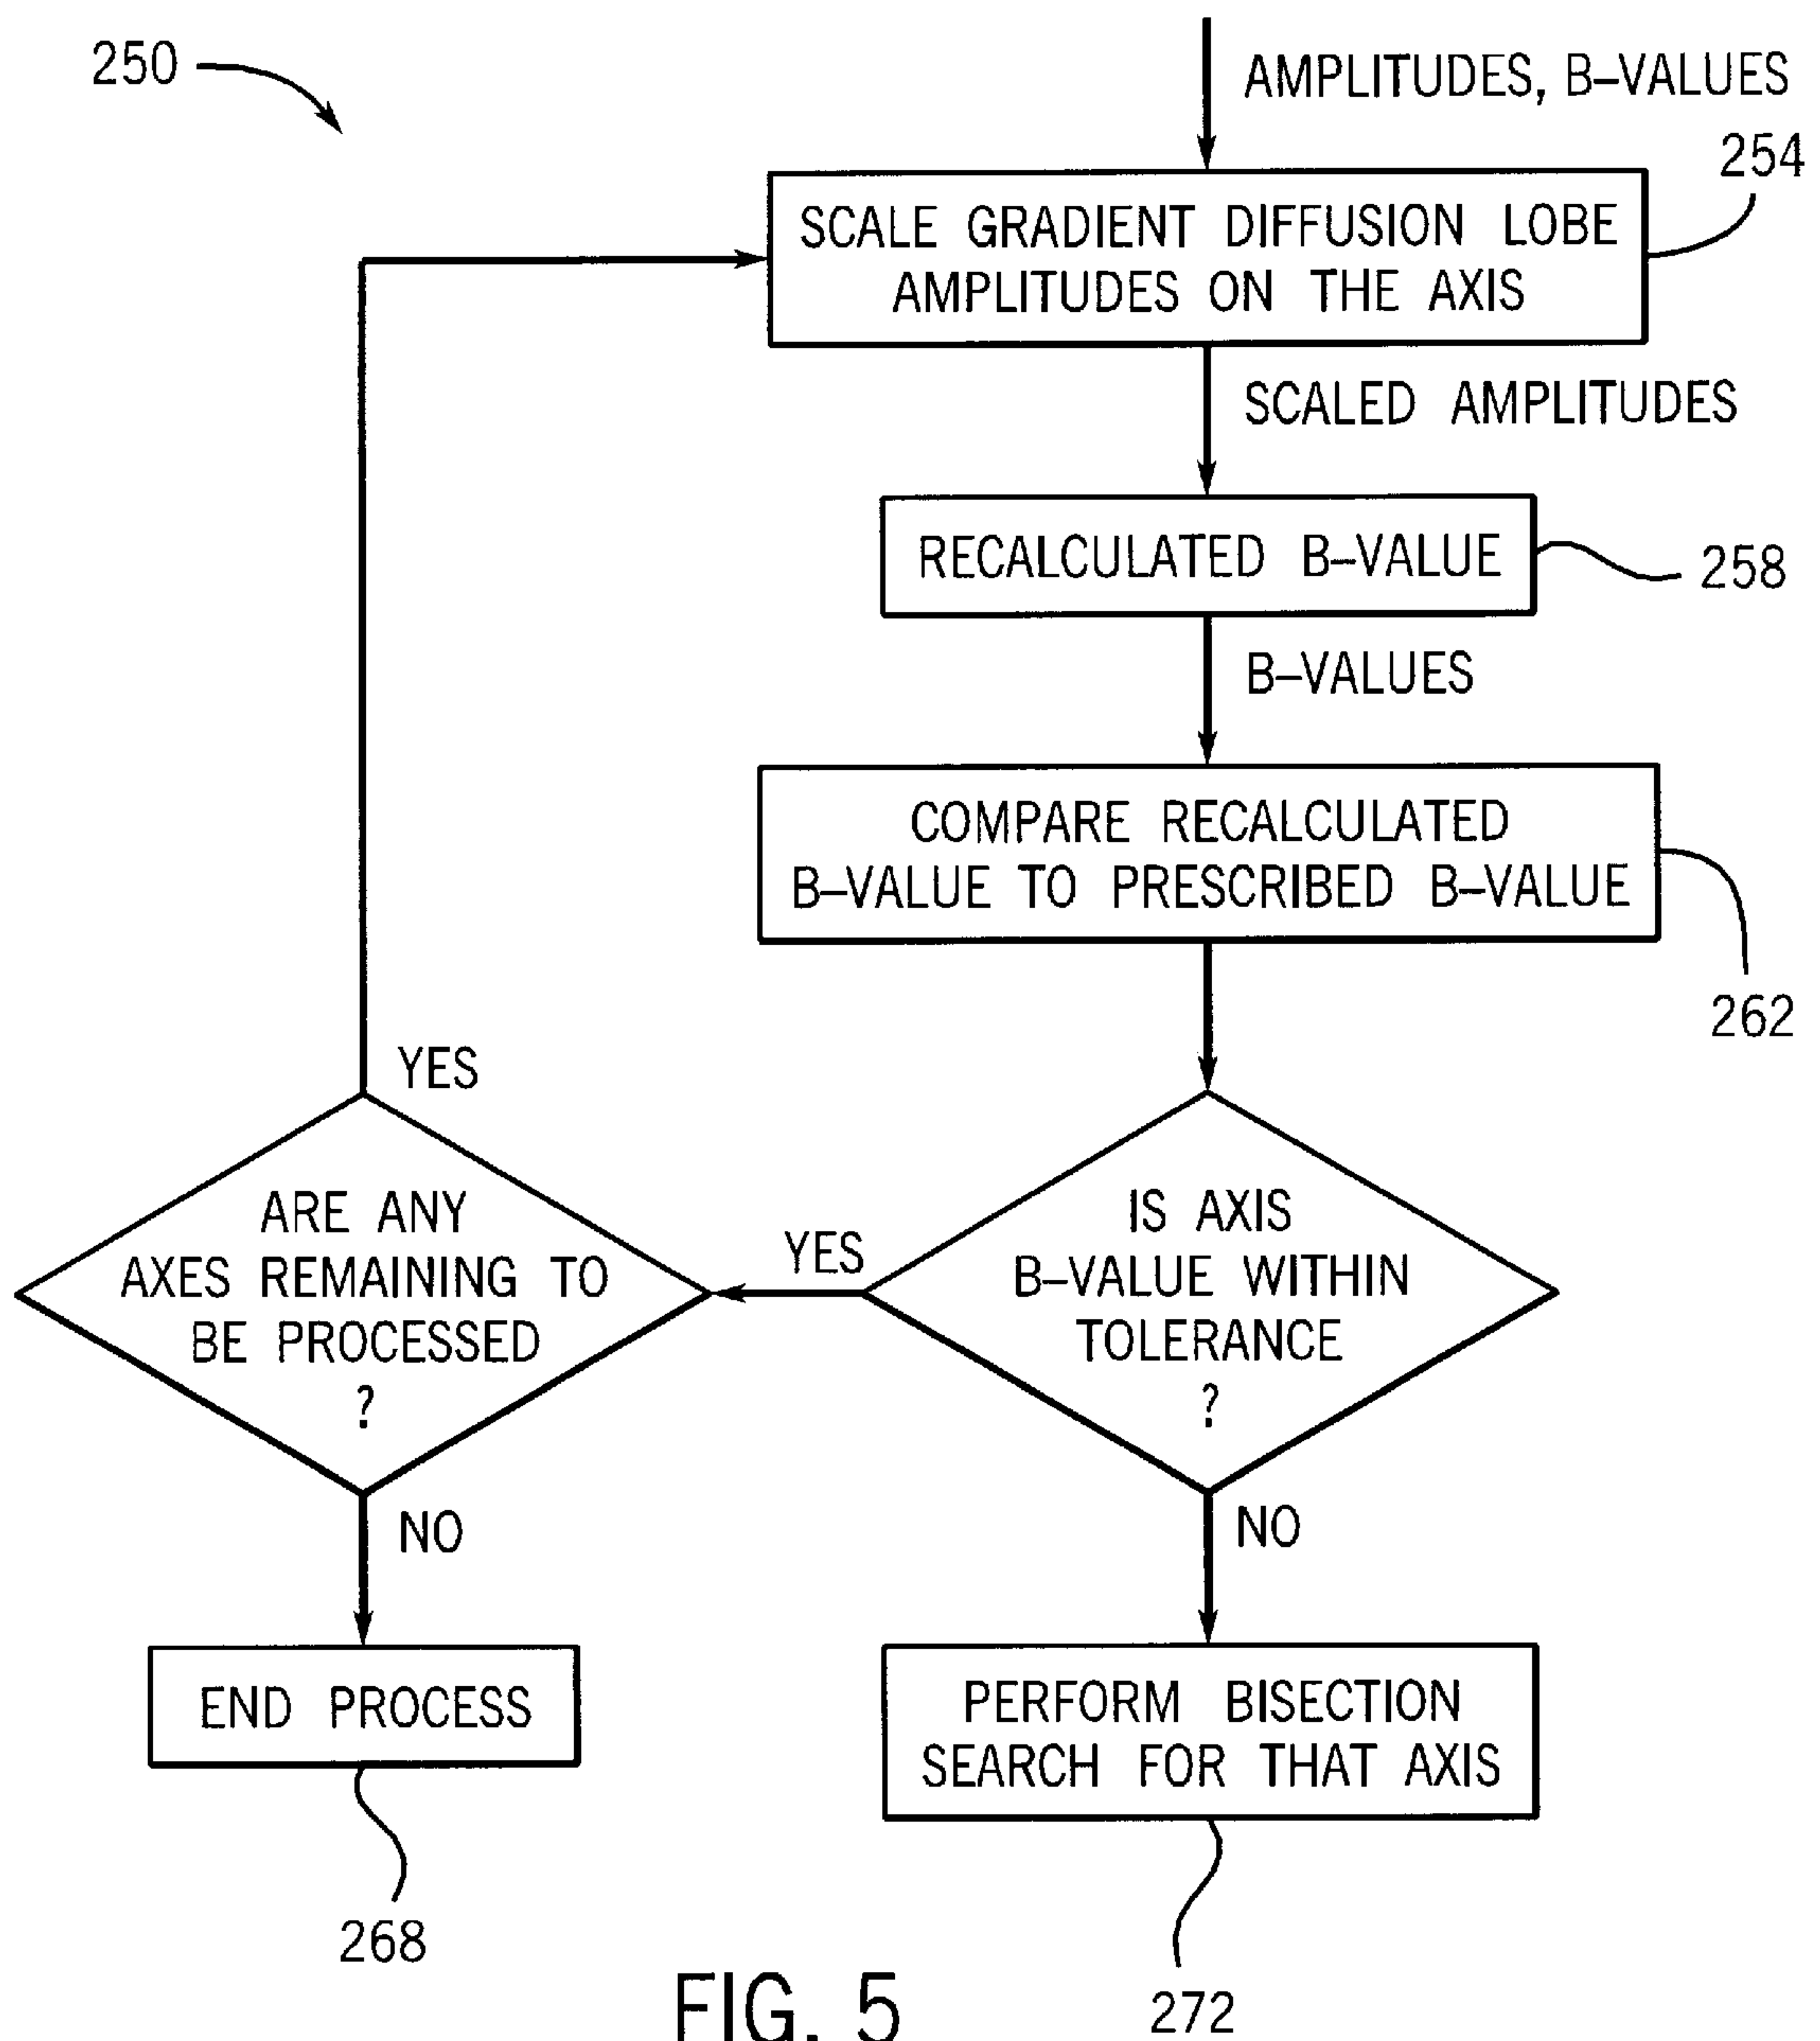 250
AMPLITUDES, B–VALUES
254
SCALE GRADIENT DIFFUSION LOBE
AMPLITUDES ON THE AXIS
SCALED AMPLITUDES
RECALCULATED B–VALUE
258
B–VALUES
COMPARE RECALCULATED
B–VALUE TO PRESCRIBED B–VALUE
262
YES
ARE ANY
AXES REMAINING TO
BE PROCESSED
?
YES
IS AXIS
B–VALUE WITHIN
TOLERANCE
?
NO
NO
END PROCESS
PERFORM BISECTION
SEARCH FOR THAT AXIS
268
272
FIG. 5